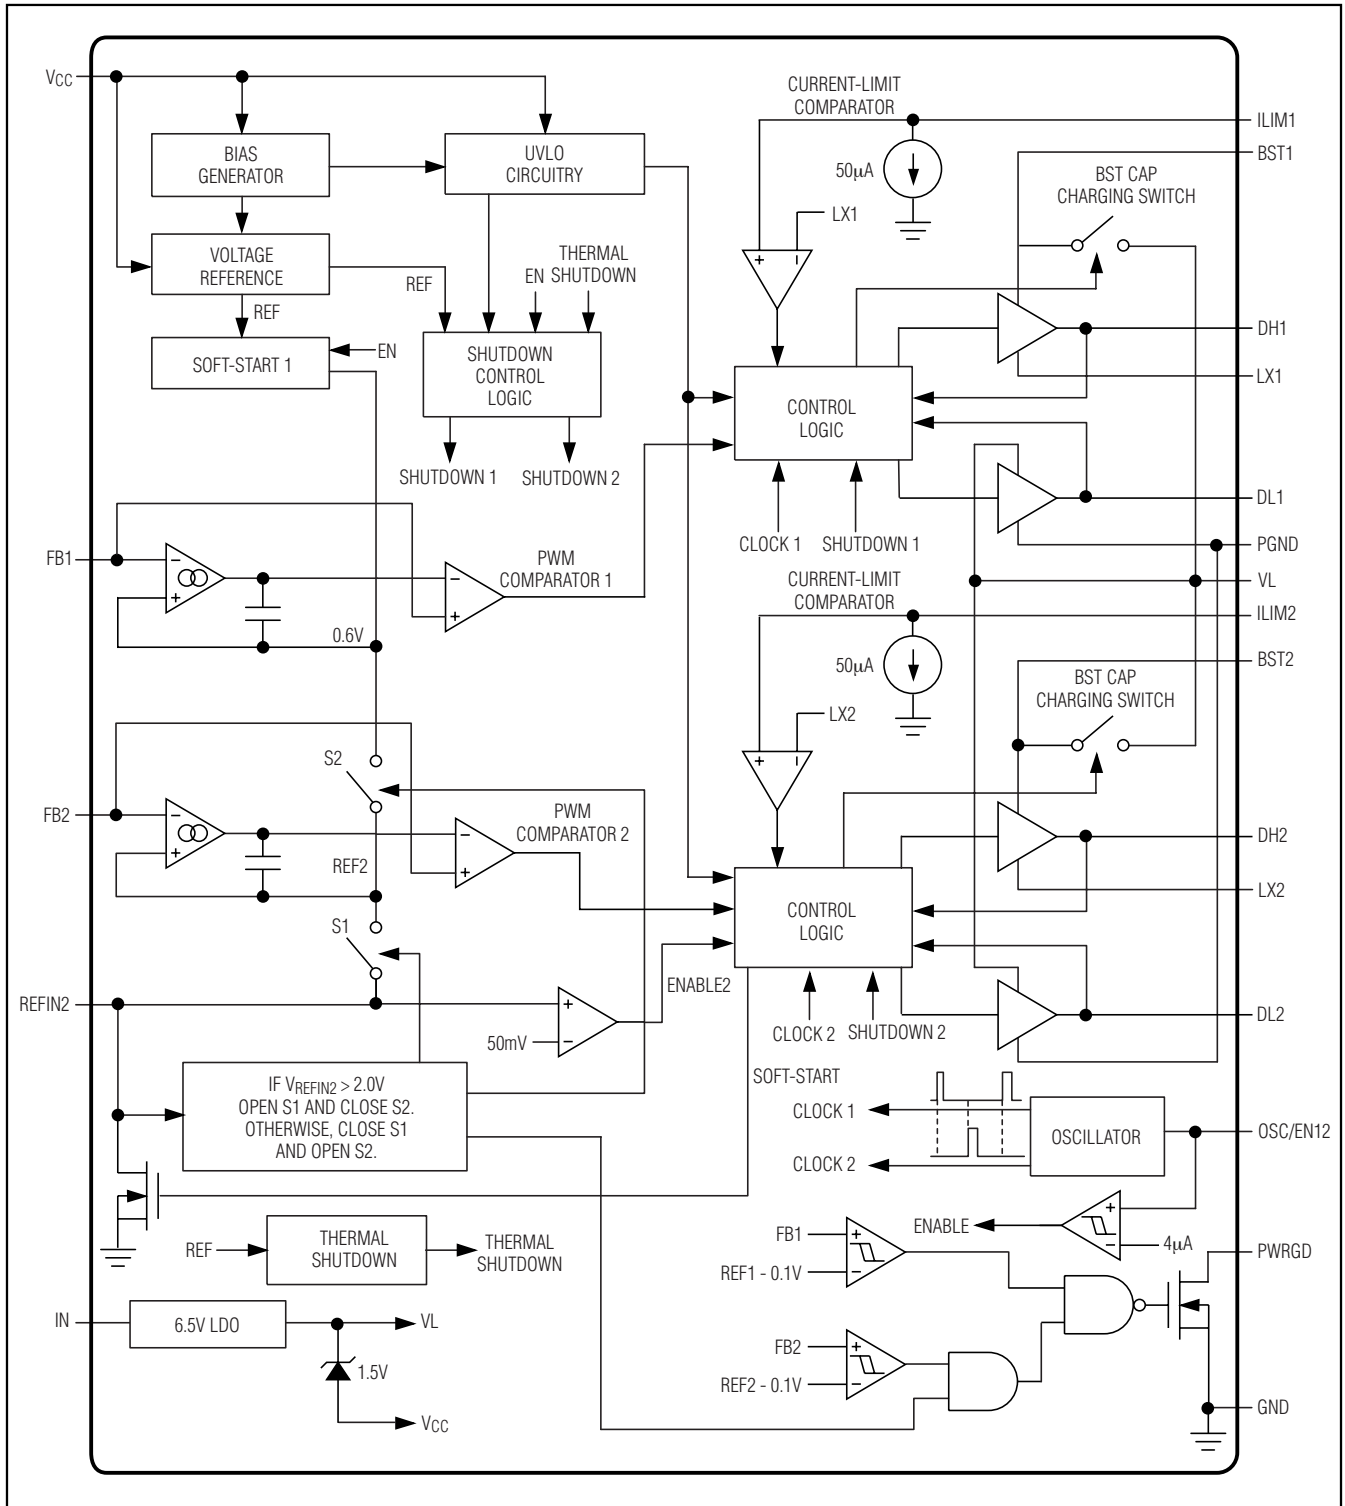 VCC
CURRENT-LIMIT
COMPARATOR
ILIM1
BIAS
GENERATOR
UVLO
CIRCUITRY
50µA
BST1
BST CAP
CHARGING SWITCH
LX1
VOLTAGE
REFERENCE
REF
EN
THERMAL
SHUTDOWN
+
–
REF
SOFT-START 1
EN
SHUTDOWN
CONTROL
LOGIC
DH1
LX1
CONTROL
LOGIC
SHUTDOWN 1
SHUTDOWN 2
DL1
CLOCK 1
SHUTDOWN 1
PGND
FB1
–
+
PWM
COMPARATOR 1
–
+
0.6V
CURRENT-LIMIT
COMPARATOR
VL
ILIM2
50µA
BST2
BST CAP
CHARGING SWITCH
LX2
+
–
S2
FB2
–
+
PWM
COMPARATOR 2
–
+
REF2
DH2
LX2
CONTROL
LOGIC
S1
ENABLE2
REFIN2
+
–
50mV
CLOCK 2
SHUTDOWN 2
DL2
IF VREFIN2 > 2.0V
OPEN S1 AND CLOSE S2.
OTHERWISE, CLOSE S1
AND OPEN S2.
SOFT-START
CLOCK 1
CLOCK 2
OSCILLATOR
OSC/EN12
REF
THERMAL
SHUTDOWN
THERMAL
SHUTDOWN
ENABLE
+
–
4µA
FB1
REF1 - 0.1V
+
–
PWRGD
IN
6.5V LDO
VL
1.5V
VCC
FB2
REF2 - 0.1V
+
–
GND